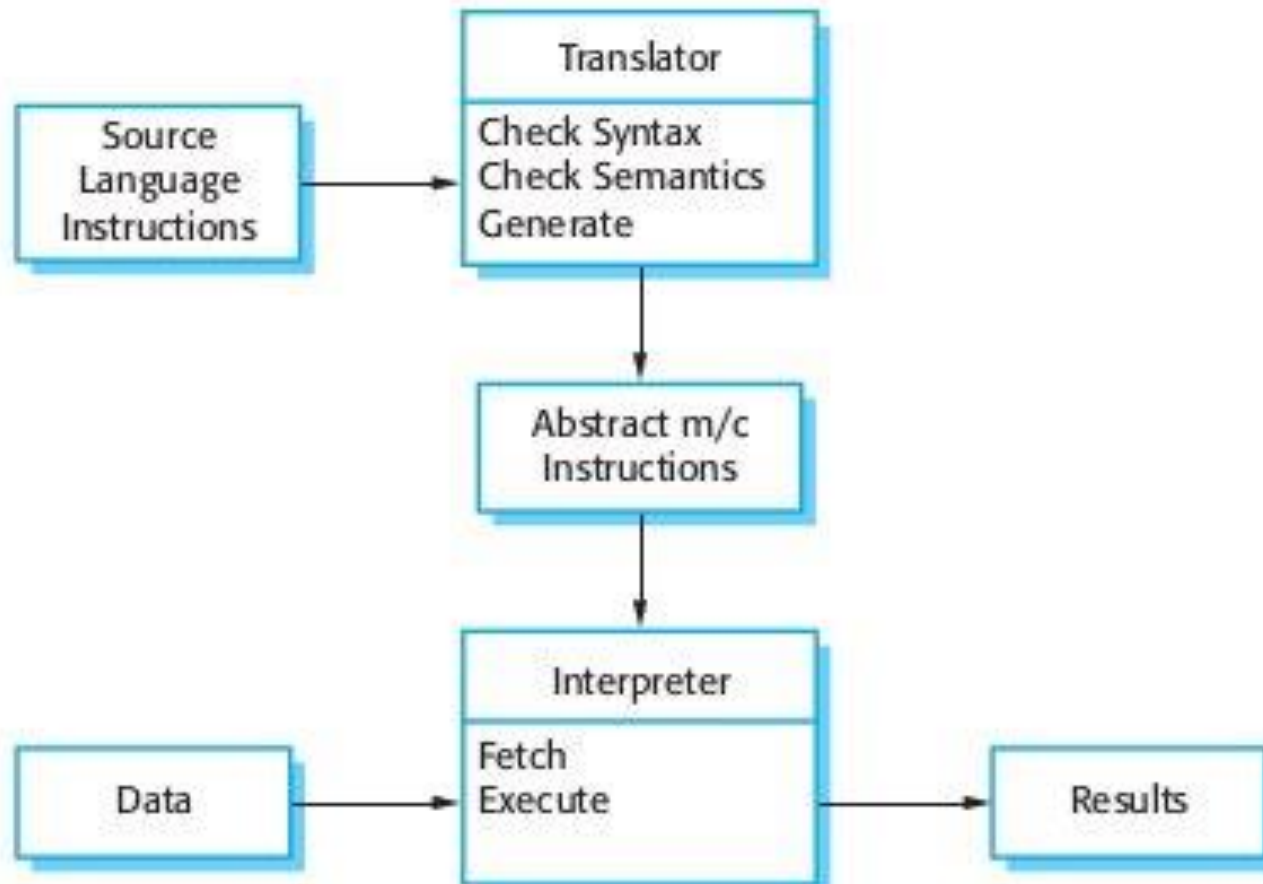 Translator
Check Syntax
Check Semantics
Generate
Source
Language
Instructions
Abstract m/c
Instructions
Interpreter
Fetch
Execute
Data
Results